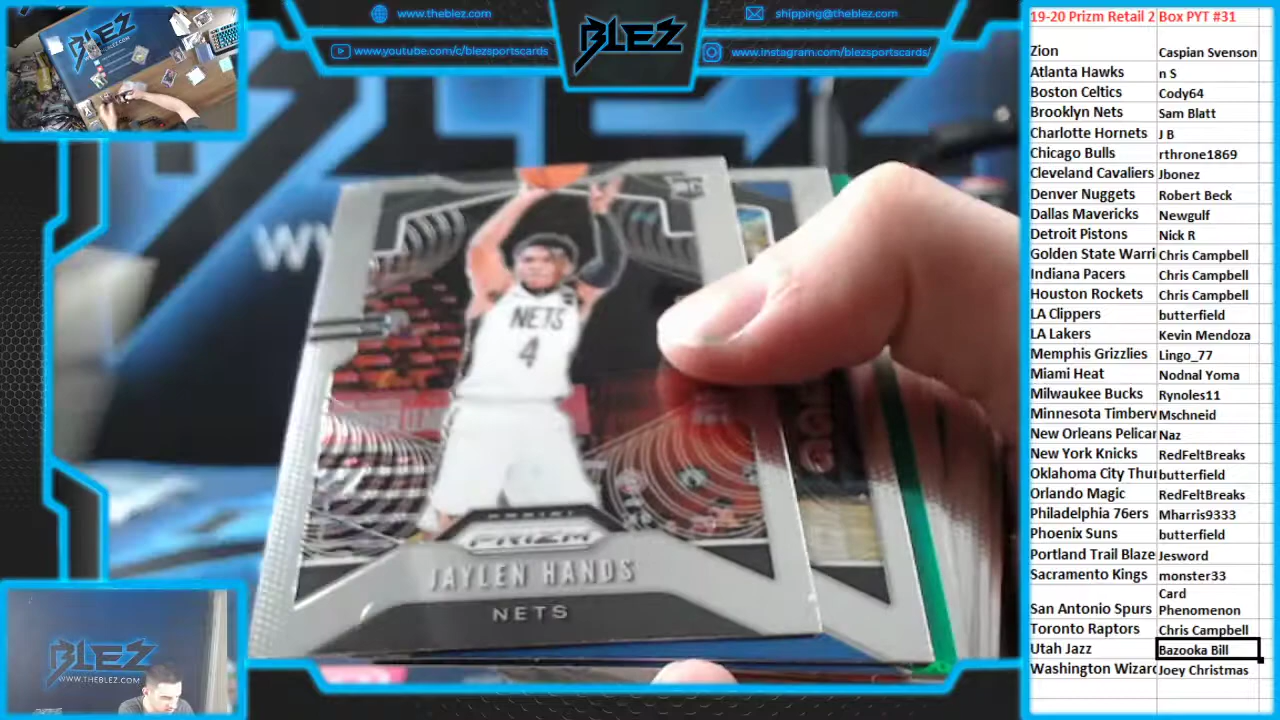 www.theblez.com
shipping@theblez.com
www.youtube.com/c/blezsportscards
BLEZ
www.instagram.com/blezsportscards/
19-20 Prizm Retail 2 Box PYT #31
Zion Caspian Svenson
Atlanta Hawks n S
Boston Celtics Cody64
Brooklyn Nets Sam Blatt
Charlotte Hornets J B
Chicago Bulls rthrone1869
Cleveland Cavaliers Jbonez
Denver Nuggets Robert Beck
Dallas Mavericks Newgulf
Detroit Pistons Nick R
Golden State Warri Chris Campbell
Indiana Pacers Chris Campbell
Houston Rockets Chris Campbell
LA Clippers butterfield
LA Lakers Kevin Mendoza
Memphis Grizzlies Lingo_77
Miami Heat Nodnal Yoma
Milwaukee Bucks Rynoles11
Minnesota Timberw Mschneid
New Orleans Pelican Naz
New York Knicks RedFeltBreaks
Oklahoma City Thun butterfield
Orlando Magic RedFeltBreaks
Philadelphia 76ers Mharris9333
Phoenix Suns butterfield
Portland Trail Blaze Jesword
Sacramento Kings monster33
San Antonio Spurs Card Phenomenon
Toronto Raptors Chris Campbell
Utah Jazz Bazooka Bill
Washington Wizard Joey Christmas
NETS
4
PANINI
PRIZM
JAYLEN HANDS
NETS
BLEZ
WWW.THEBLEZ.COM